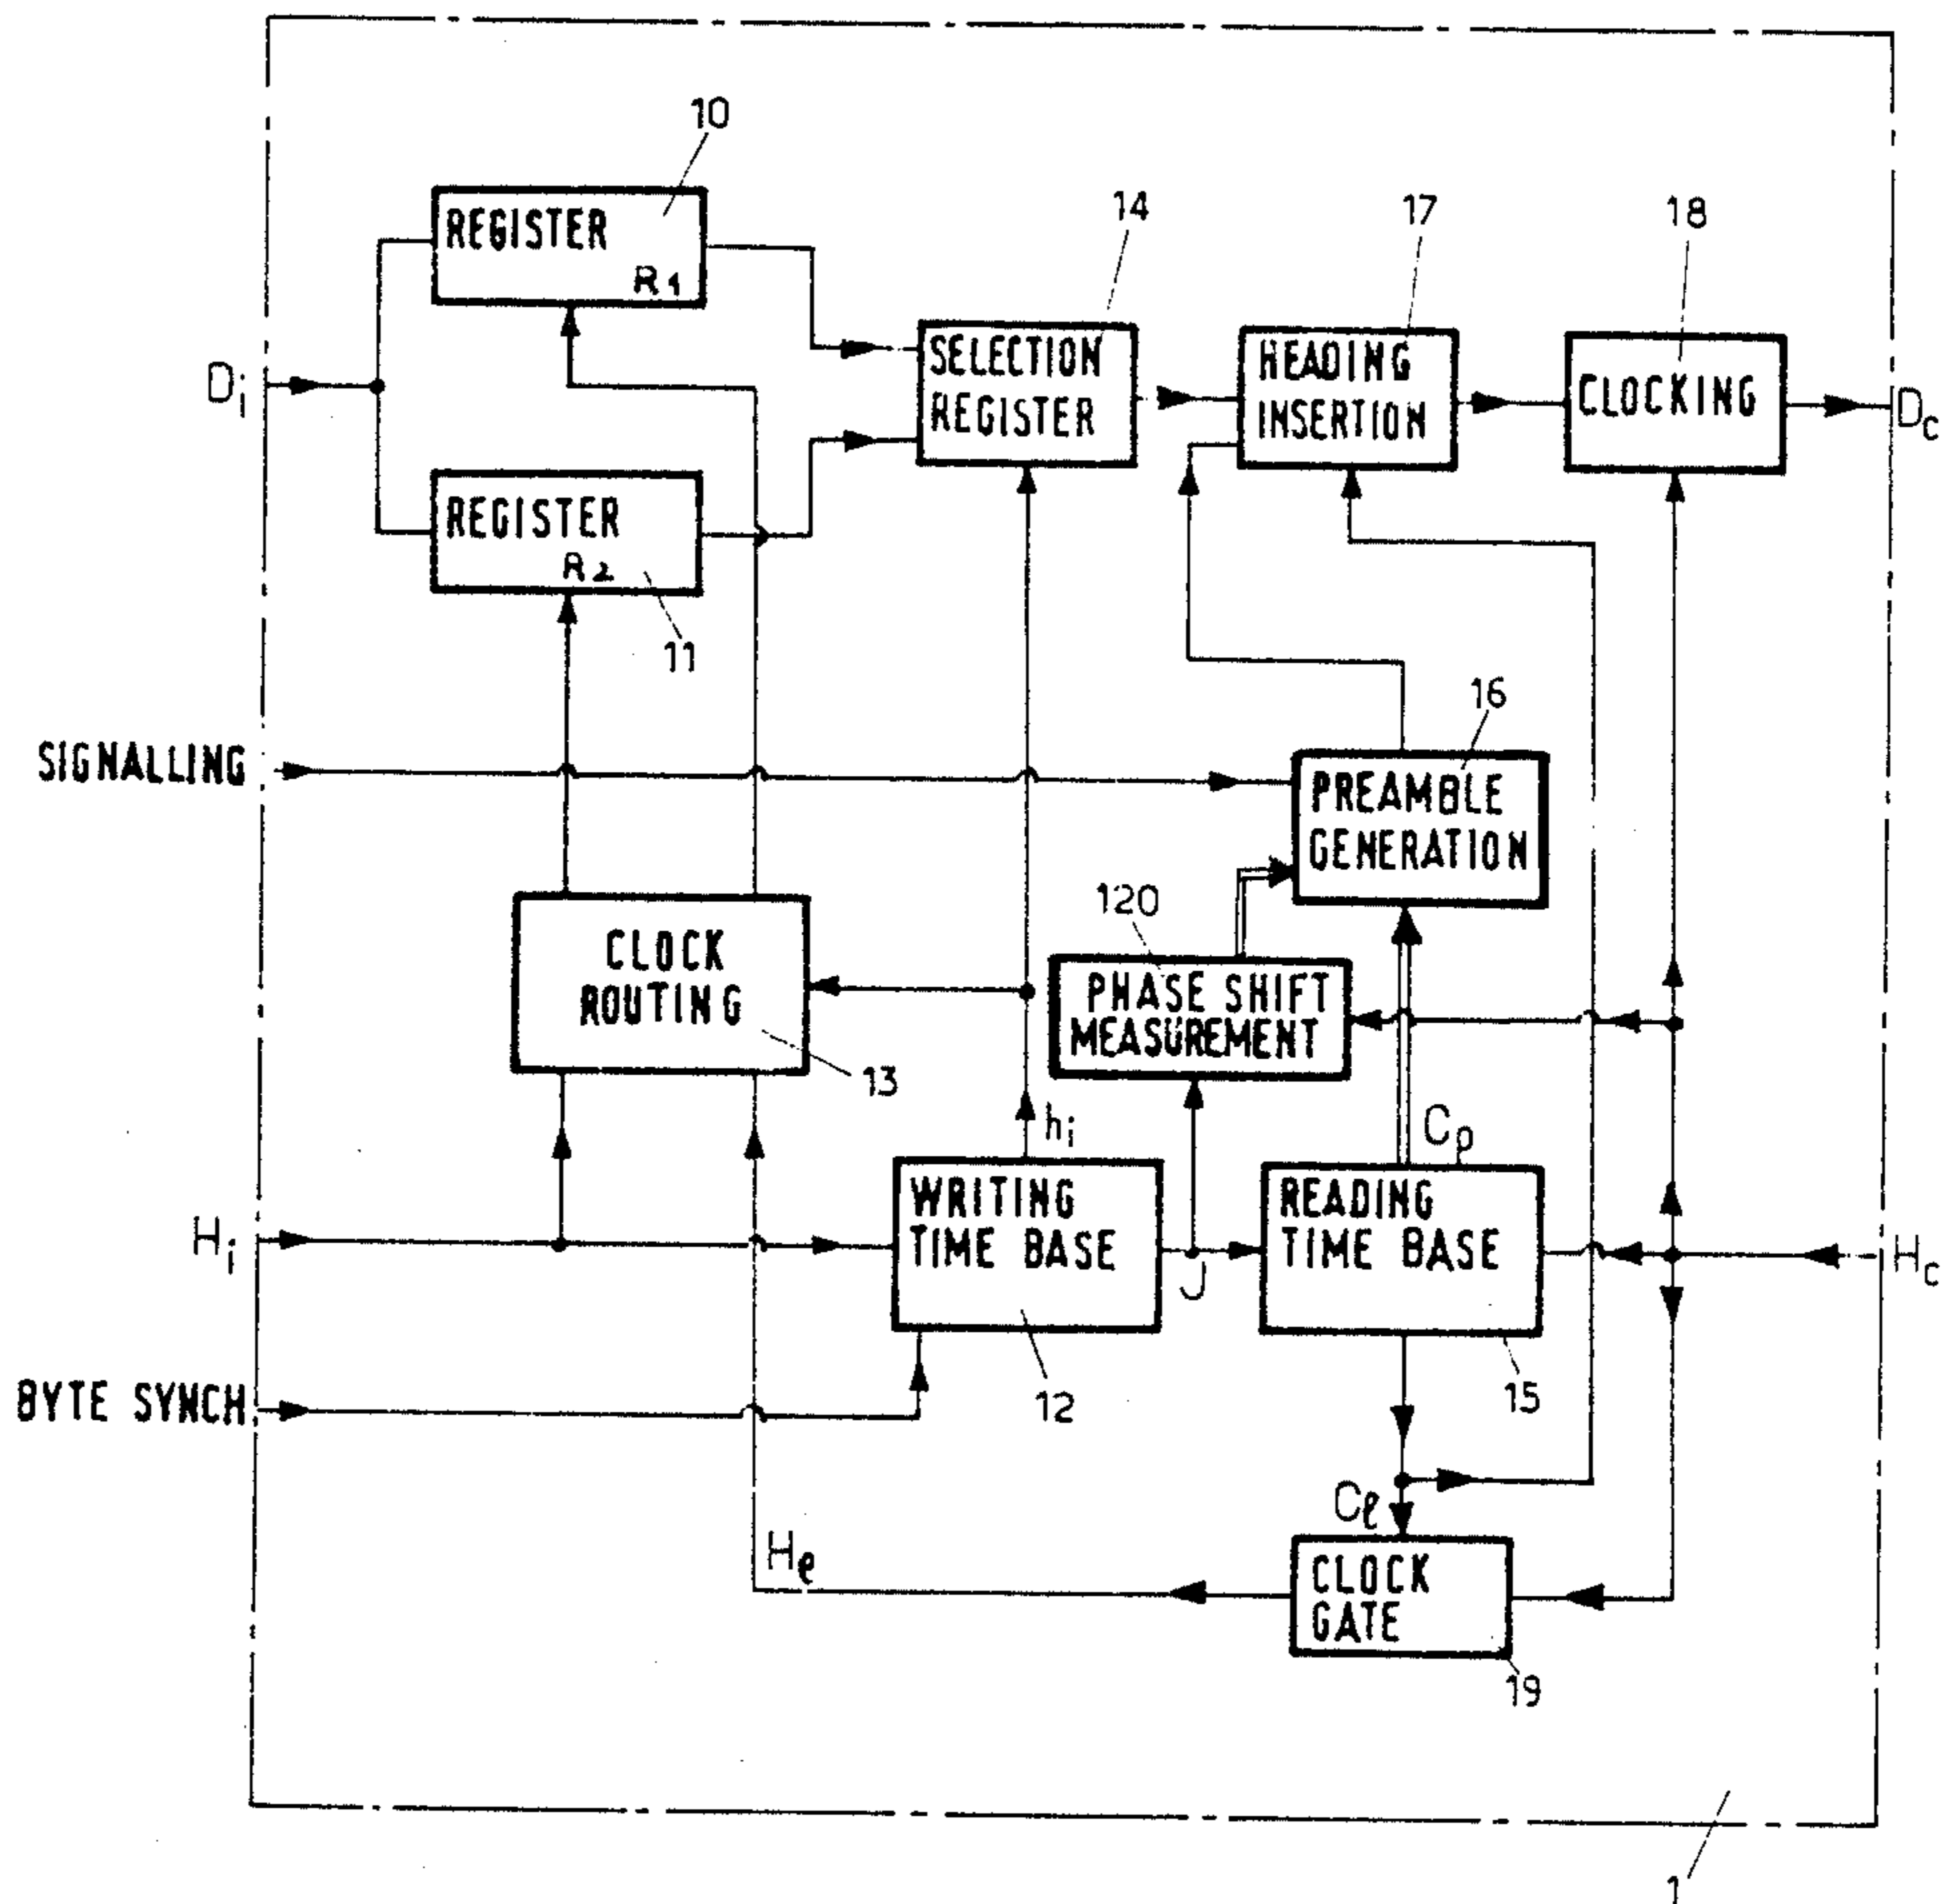 10
REGISTER
R1
14
17
18
SELECTION
REGISTER
HEADING
INSERTION
CLOCKING
Di
Dc
REGISTER
R2
11
16
SIGNALLING
PREAMBLE
GENERATION
120
CLOCK
ROUTING
PHASE SHIFT
MEASUREMENT
13
hi
Cp
WRITING
TIME BASE
READING
TIME BASE
Hi
J
Hc
12
15
BYTE SYNCH.
Cℓ
Hℓ
CLOCK
GATE
19
1